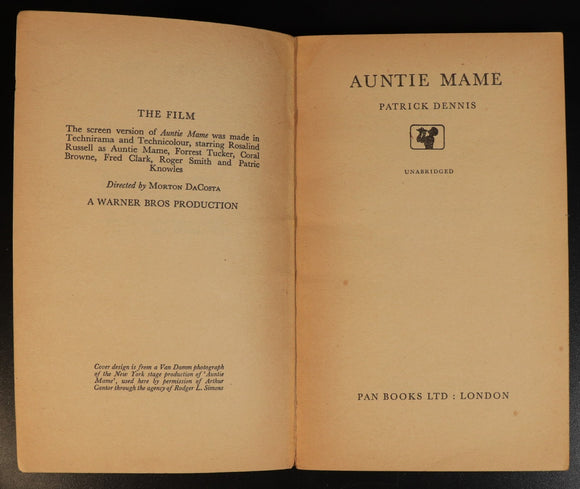 THE FILM
The screen version of Auntie Mame was made in
Technirama and Technicolour, starring Rosalind
Russell as Auntie Mame, Forrest Tucker, Coral
Browne, Fred Clark, Roger Smith and Patric
Knowles
Directed by MORTON DACOSTA
A WARNER BROS PRODUCTION
Cover design is from a Van Damm photograph
of the New York stage production of 'Auntie
Mame', used here by permission of Arthur
Cantor through the agency of Rodger L. Simons
AUNTIE MAME
PATRICK DENNIS
UNABRIDGED
PAN BOOKS LTD : LONDON